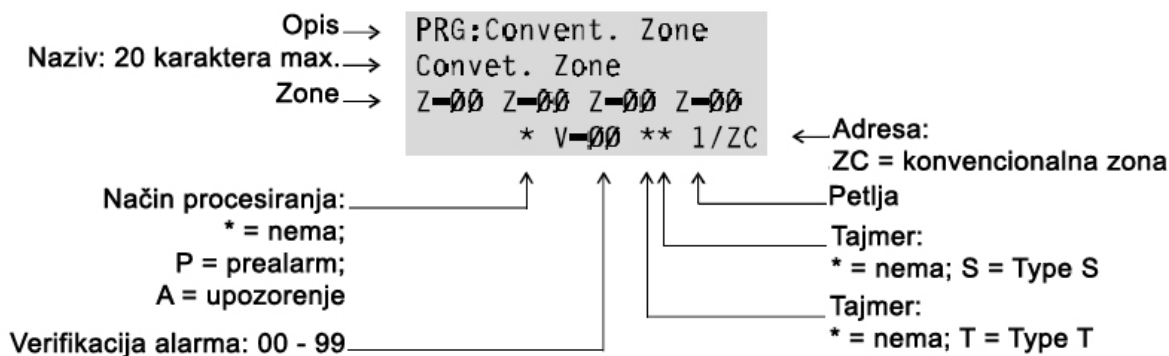 Opis
Naziv: 20 karaktera max.
Zone
PRG:Convent. Zone
Convet. Zone
Z-00 Z-00 Z-00 Z-00
* V-00 ** 1/ZC
Adresa:
ZC = konvencionalna zona
Petlja
Tajmer:
* = nema; S = Type S
Tajmer:
* = nema; T = Type T
Način procesiranja:
* = nema;
P = prealarm;
A = upozorenje
Verifikacija alarma: 00 - 99